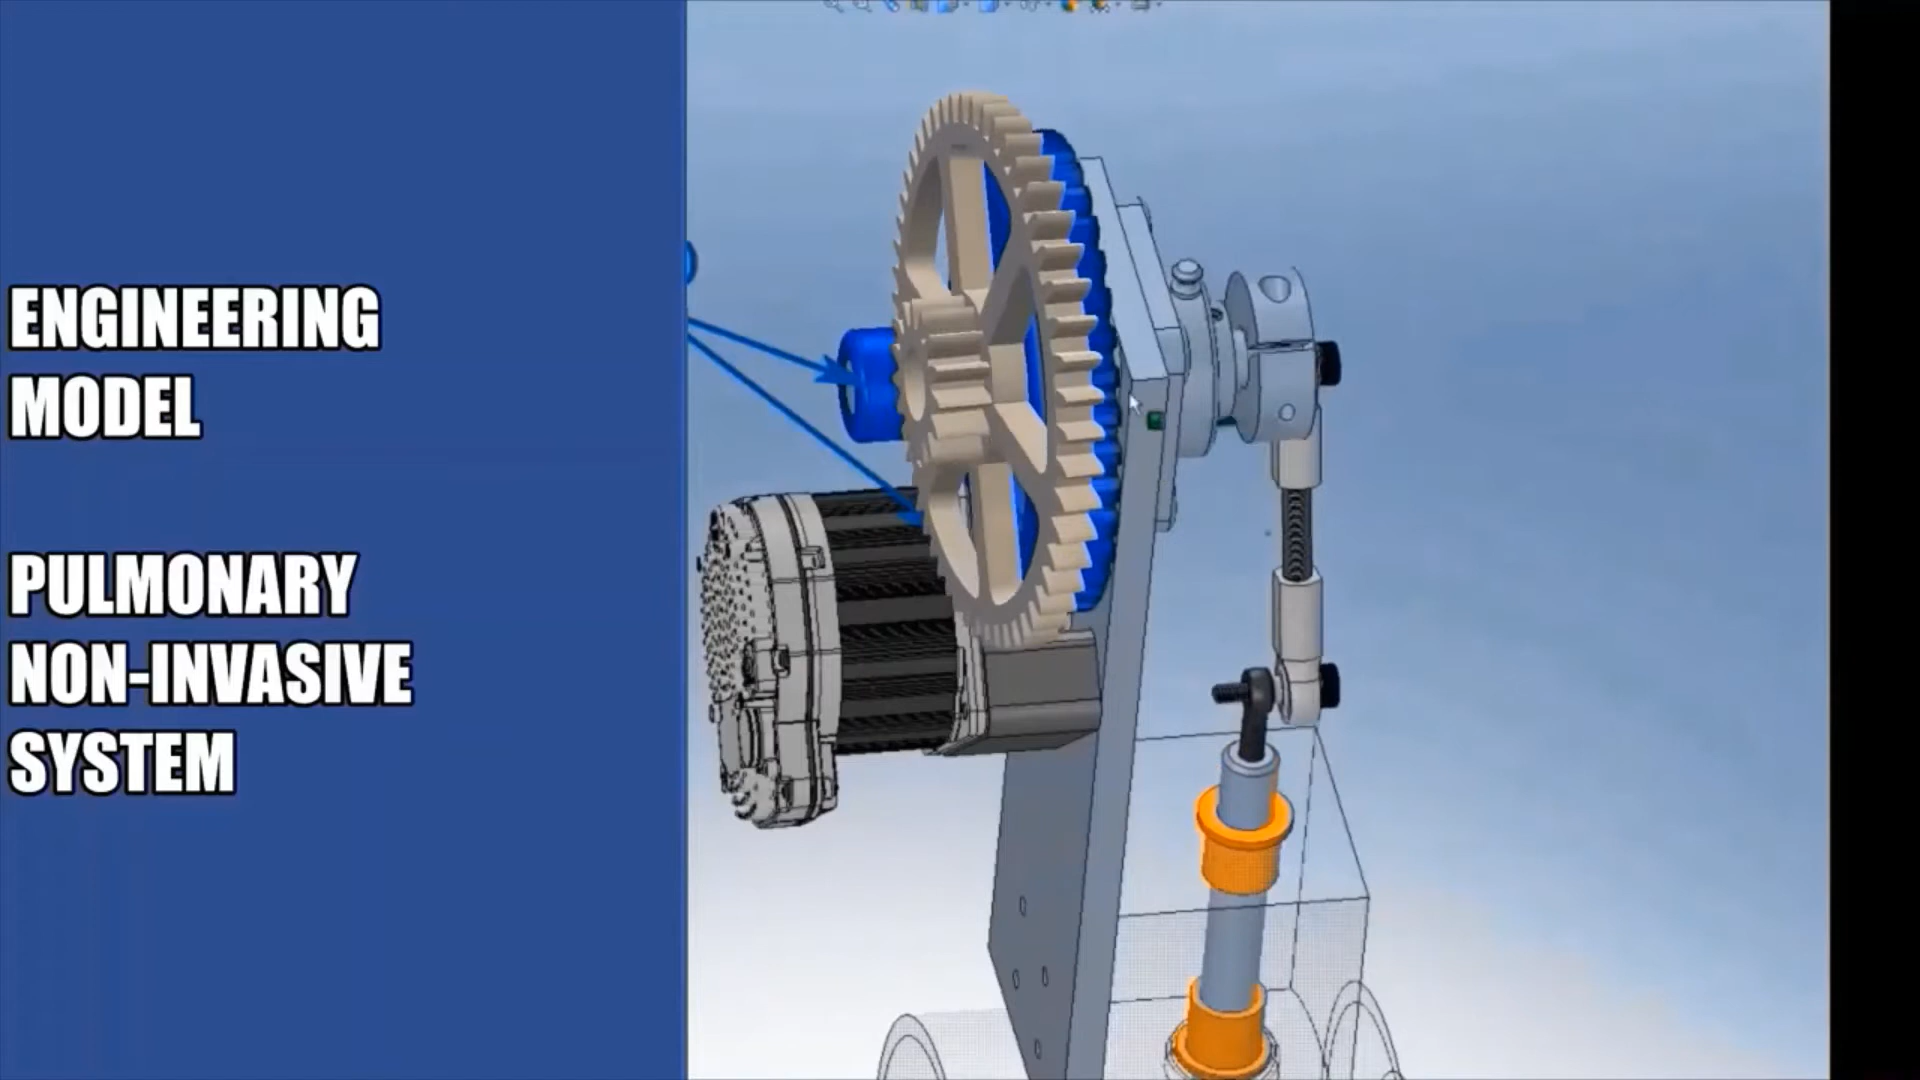 ENGINEERING
MODEL
PULMONARY
NON-INVASIVE
SYSTEM